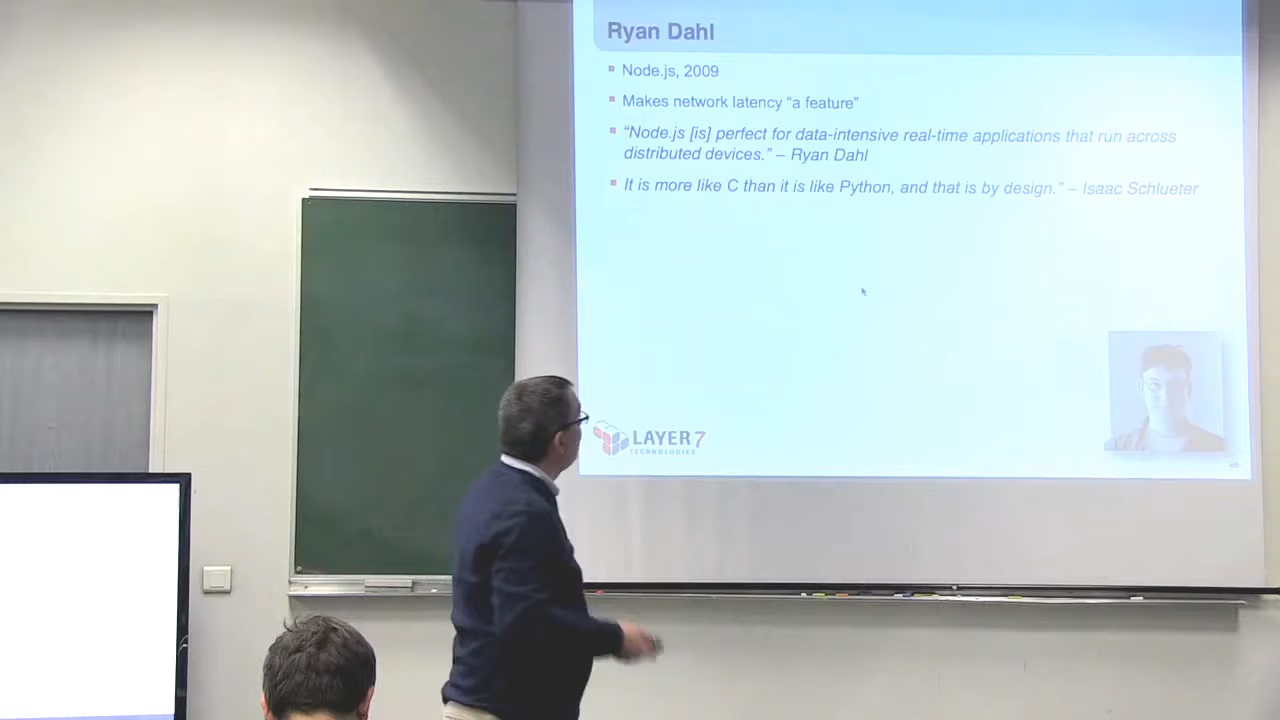 Ryan Dahl
Node.js, 2009
Makes network latency “a feature”
“Node.js [is] perfect for data-intensive real-time applications that run across
distributed devices.” – Ryan Dahl
It is more like C than it is like Python, and that is by design.” – Isaac Schlueter
LAYER 7
TECHNOLOGIES